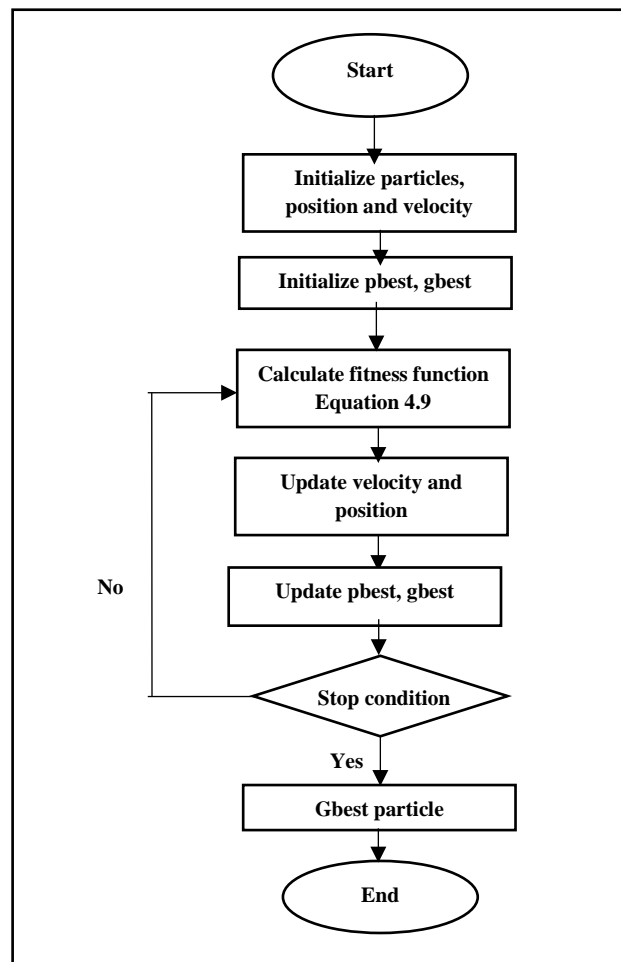 Start
Initialize particles,
position and velocity
Initialize pbest, gbest
Calculate fitness function
Equation 4.9
Update velocity and
position
Update pbest, gbest
No
Stop condition
Yes
Gbest particle
End